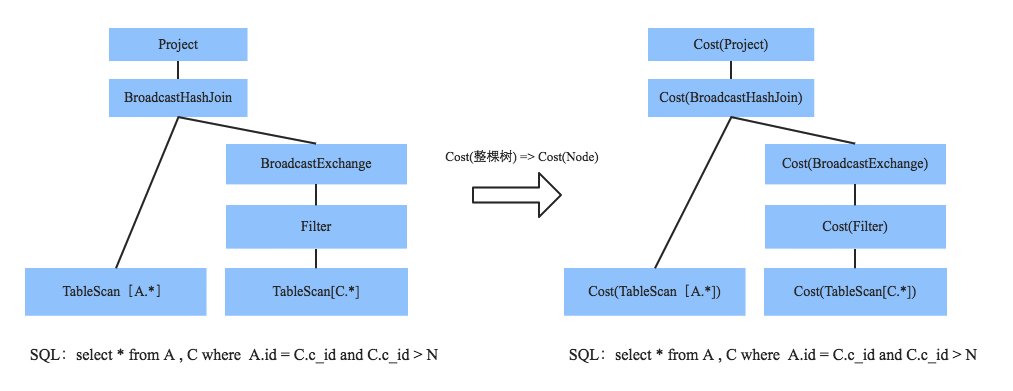 Project
BroadcastHashJoin
BroadcastExchange
Filter
TableScan［A.*］
TableScan[C.*]
SQL： select * from A , C where A.id = C.c_id and C.c_id > N
Cost(整棵树) => Cost(Node)
Cost(Project)
Cost(BroadcastHashJoin)
Cost(BroadcastExchange)
Cost(Filter)
Cost(TableScan［A.*])
Cost(TableScan[C.*])
SQL： select * from A , C where A.id = C.c_id and C.c_id > N